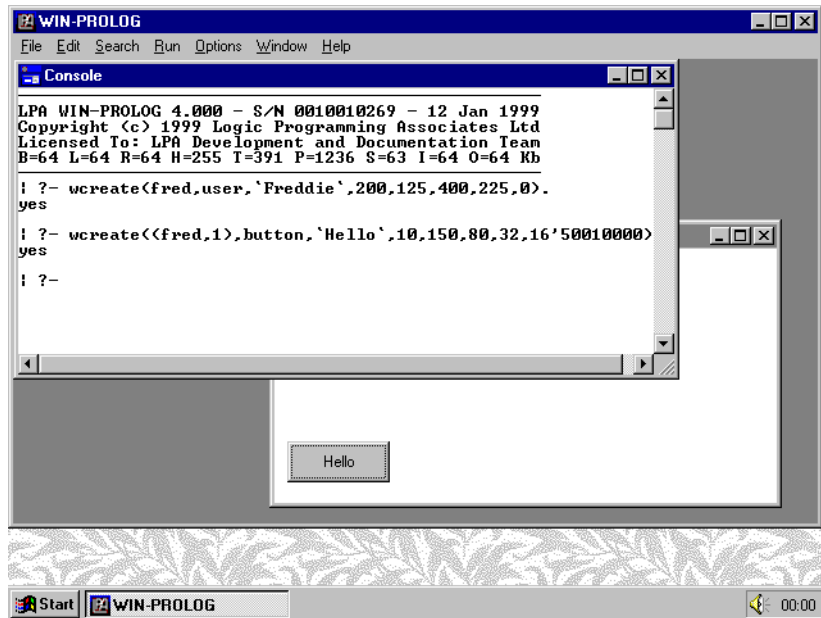 WIN-PROLOG
File Edit Search Run Options Window Help
Console
LPA WIN-PROLOG 4.000 - S/N 0010010269 - 12 Jan 1999
Copyright (c) 1999 Logic Programming Associates Ltd
Licensed To: LPA Development and Documentation Team
B=64 L=64 R=64 H=255 T=391 P=1236 S=63 I=64 O=64 Kb
| ?- wcreate(fred,user,`Freddie`,200,125,400,225,0).
yes
| ?- wcreate((fred,1),button,`Hello`,10,150,80,32,16'50010000)
yes
| ?-
Hello
Start WIN-PROLOG 00:00